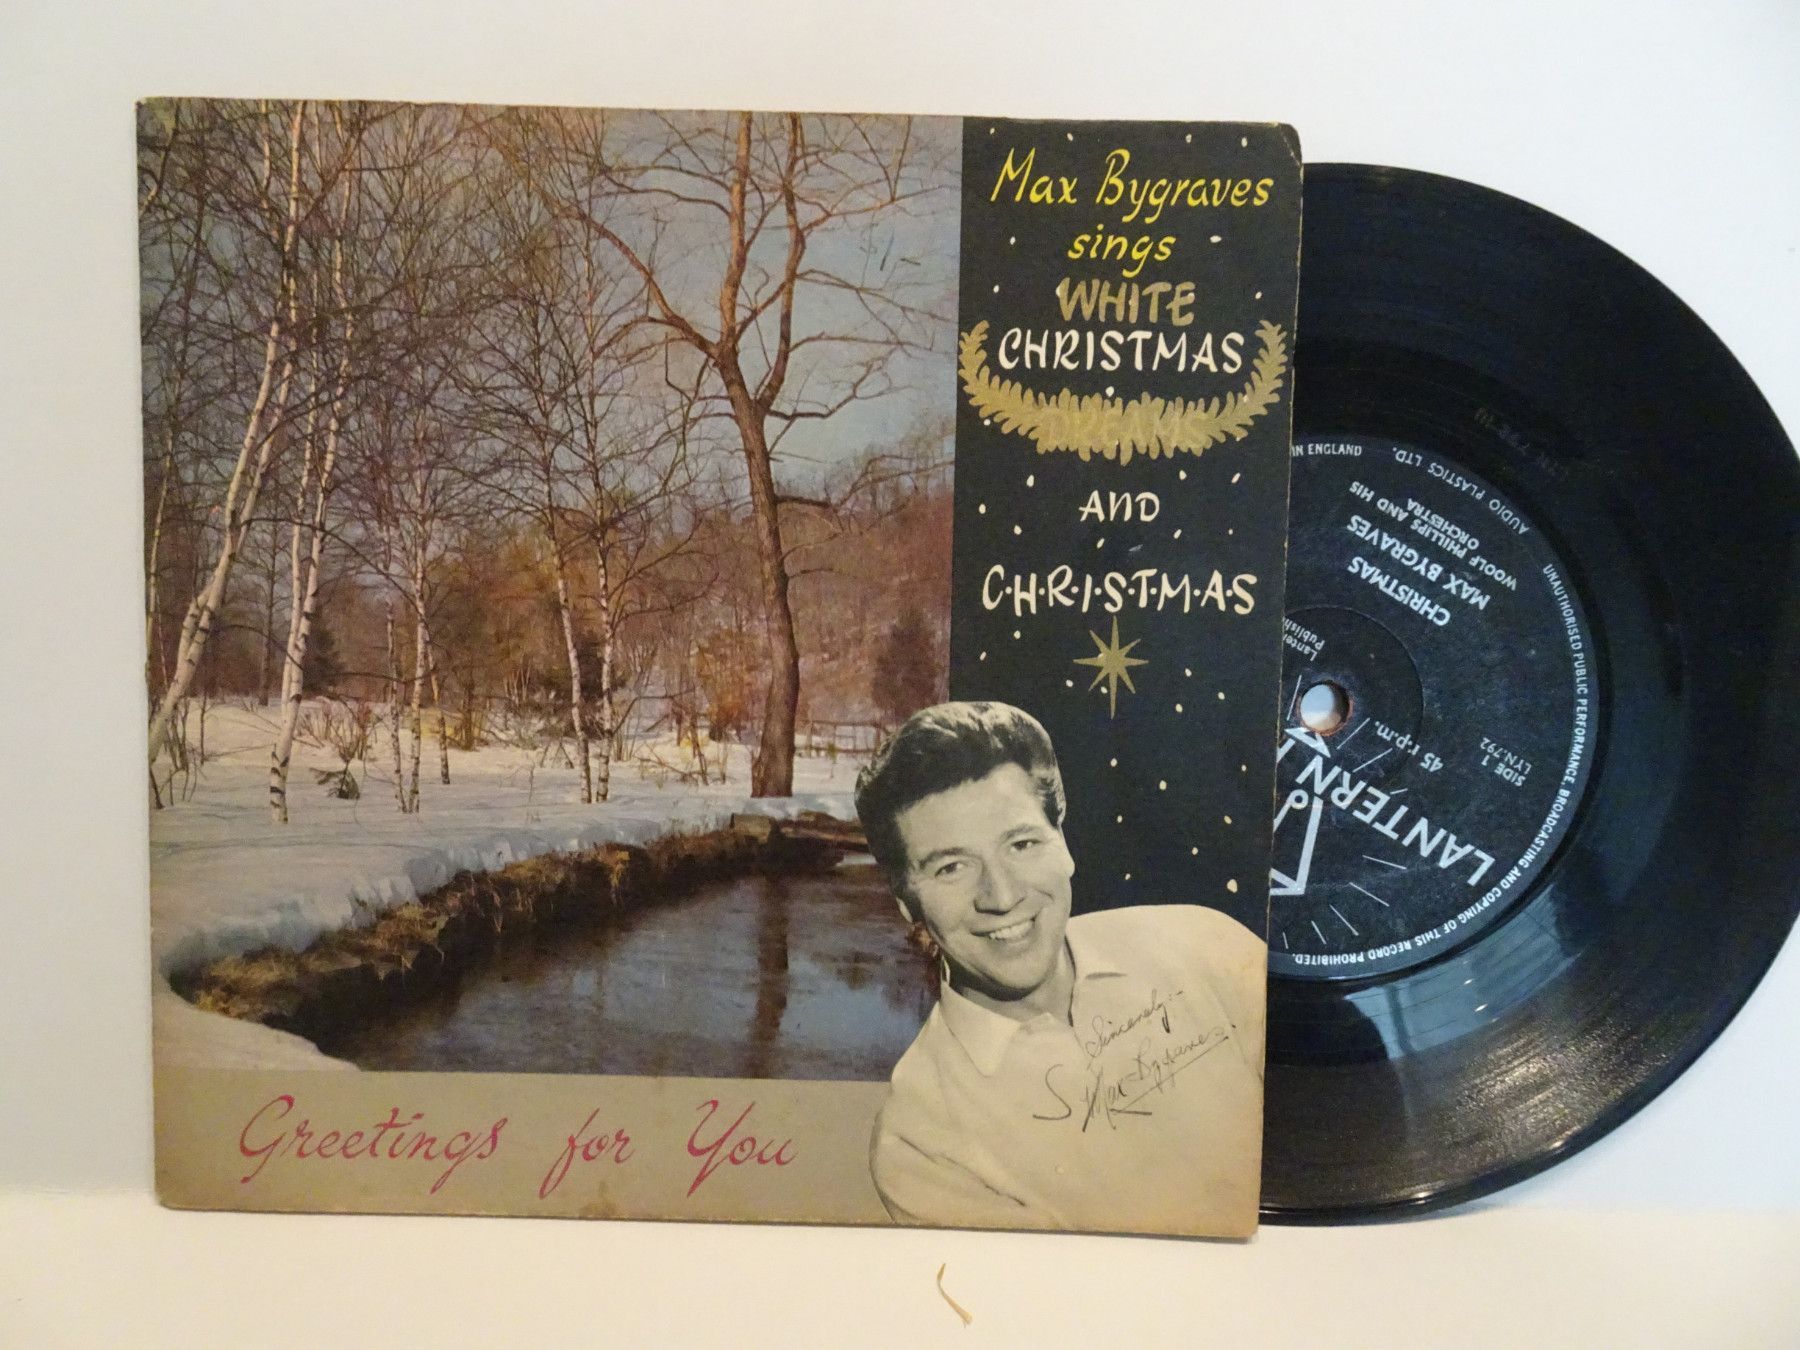 Max Bygraves
sings
WHITE
CHRISTMAS
DREAMS
AND
C·H·R·I·S·T·M·A·S
Sincerely:-
Max Bygraves
Greetings for You
IN ENGLAND
AUDIO PLASTICS LTD.
UNAUTHORISED PUBLIC PERFORMANCE, BROADCASTING AND COPYING OF THIS RECORD PROHIBITED.
WOOLF PHILLIPS AND HIS
ORCHESTRA
MAX BYGRAVES
CHRISTMAS
45 r.p.m.
SIDE 1
LYN.792
LANTERN